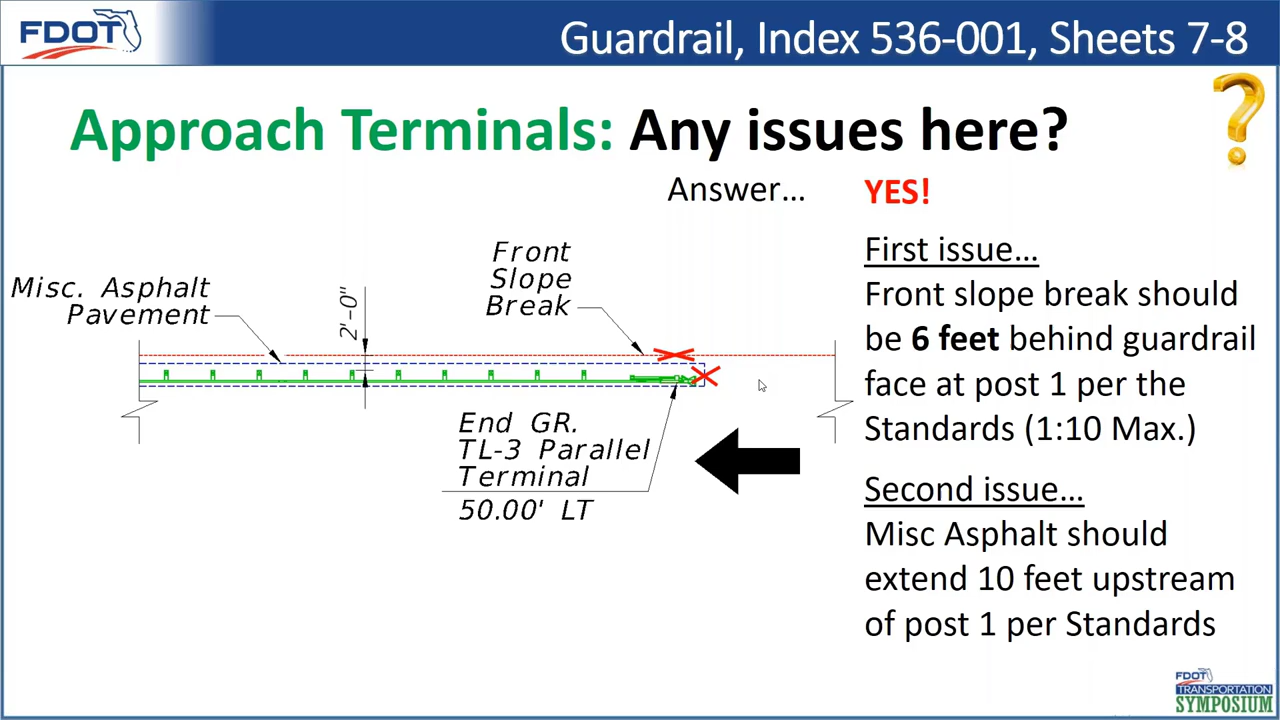 FDOT
Guardrail, Index 536-001, Sheets 7-8
Approach Terminals: Any issues here?
?
Answer…
YES!
Misc. Asphalt
Pavement
2'-0"
Front
Slope
Break
End GR.
TL-3 Parallel
Terminal
50.00' LT
First issue…
Front slope break should
be 6 feet behind guardrail
face at post 1 per the
Standards (1:10 Max.)
Second issue…
Misc Asphalt should
extend 10 feet upstream
of post 1 per Standards
FDOT
TRANSPORTATION
SYMPOSIUM